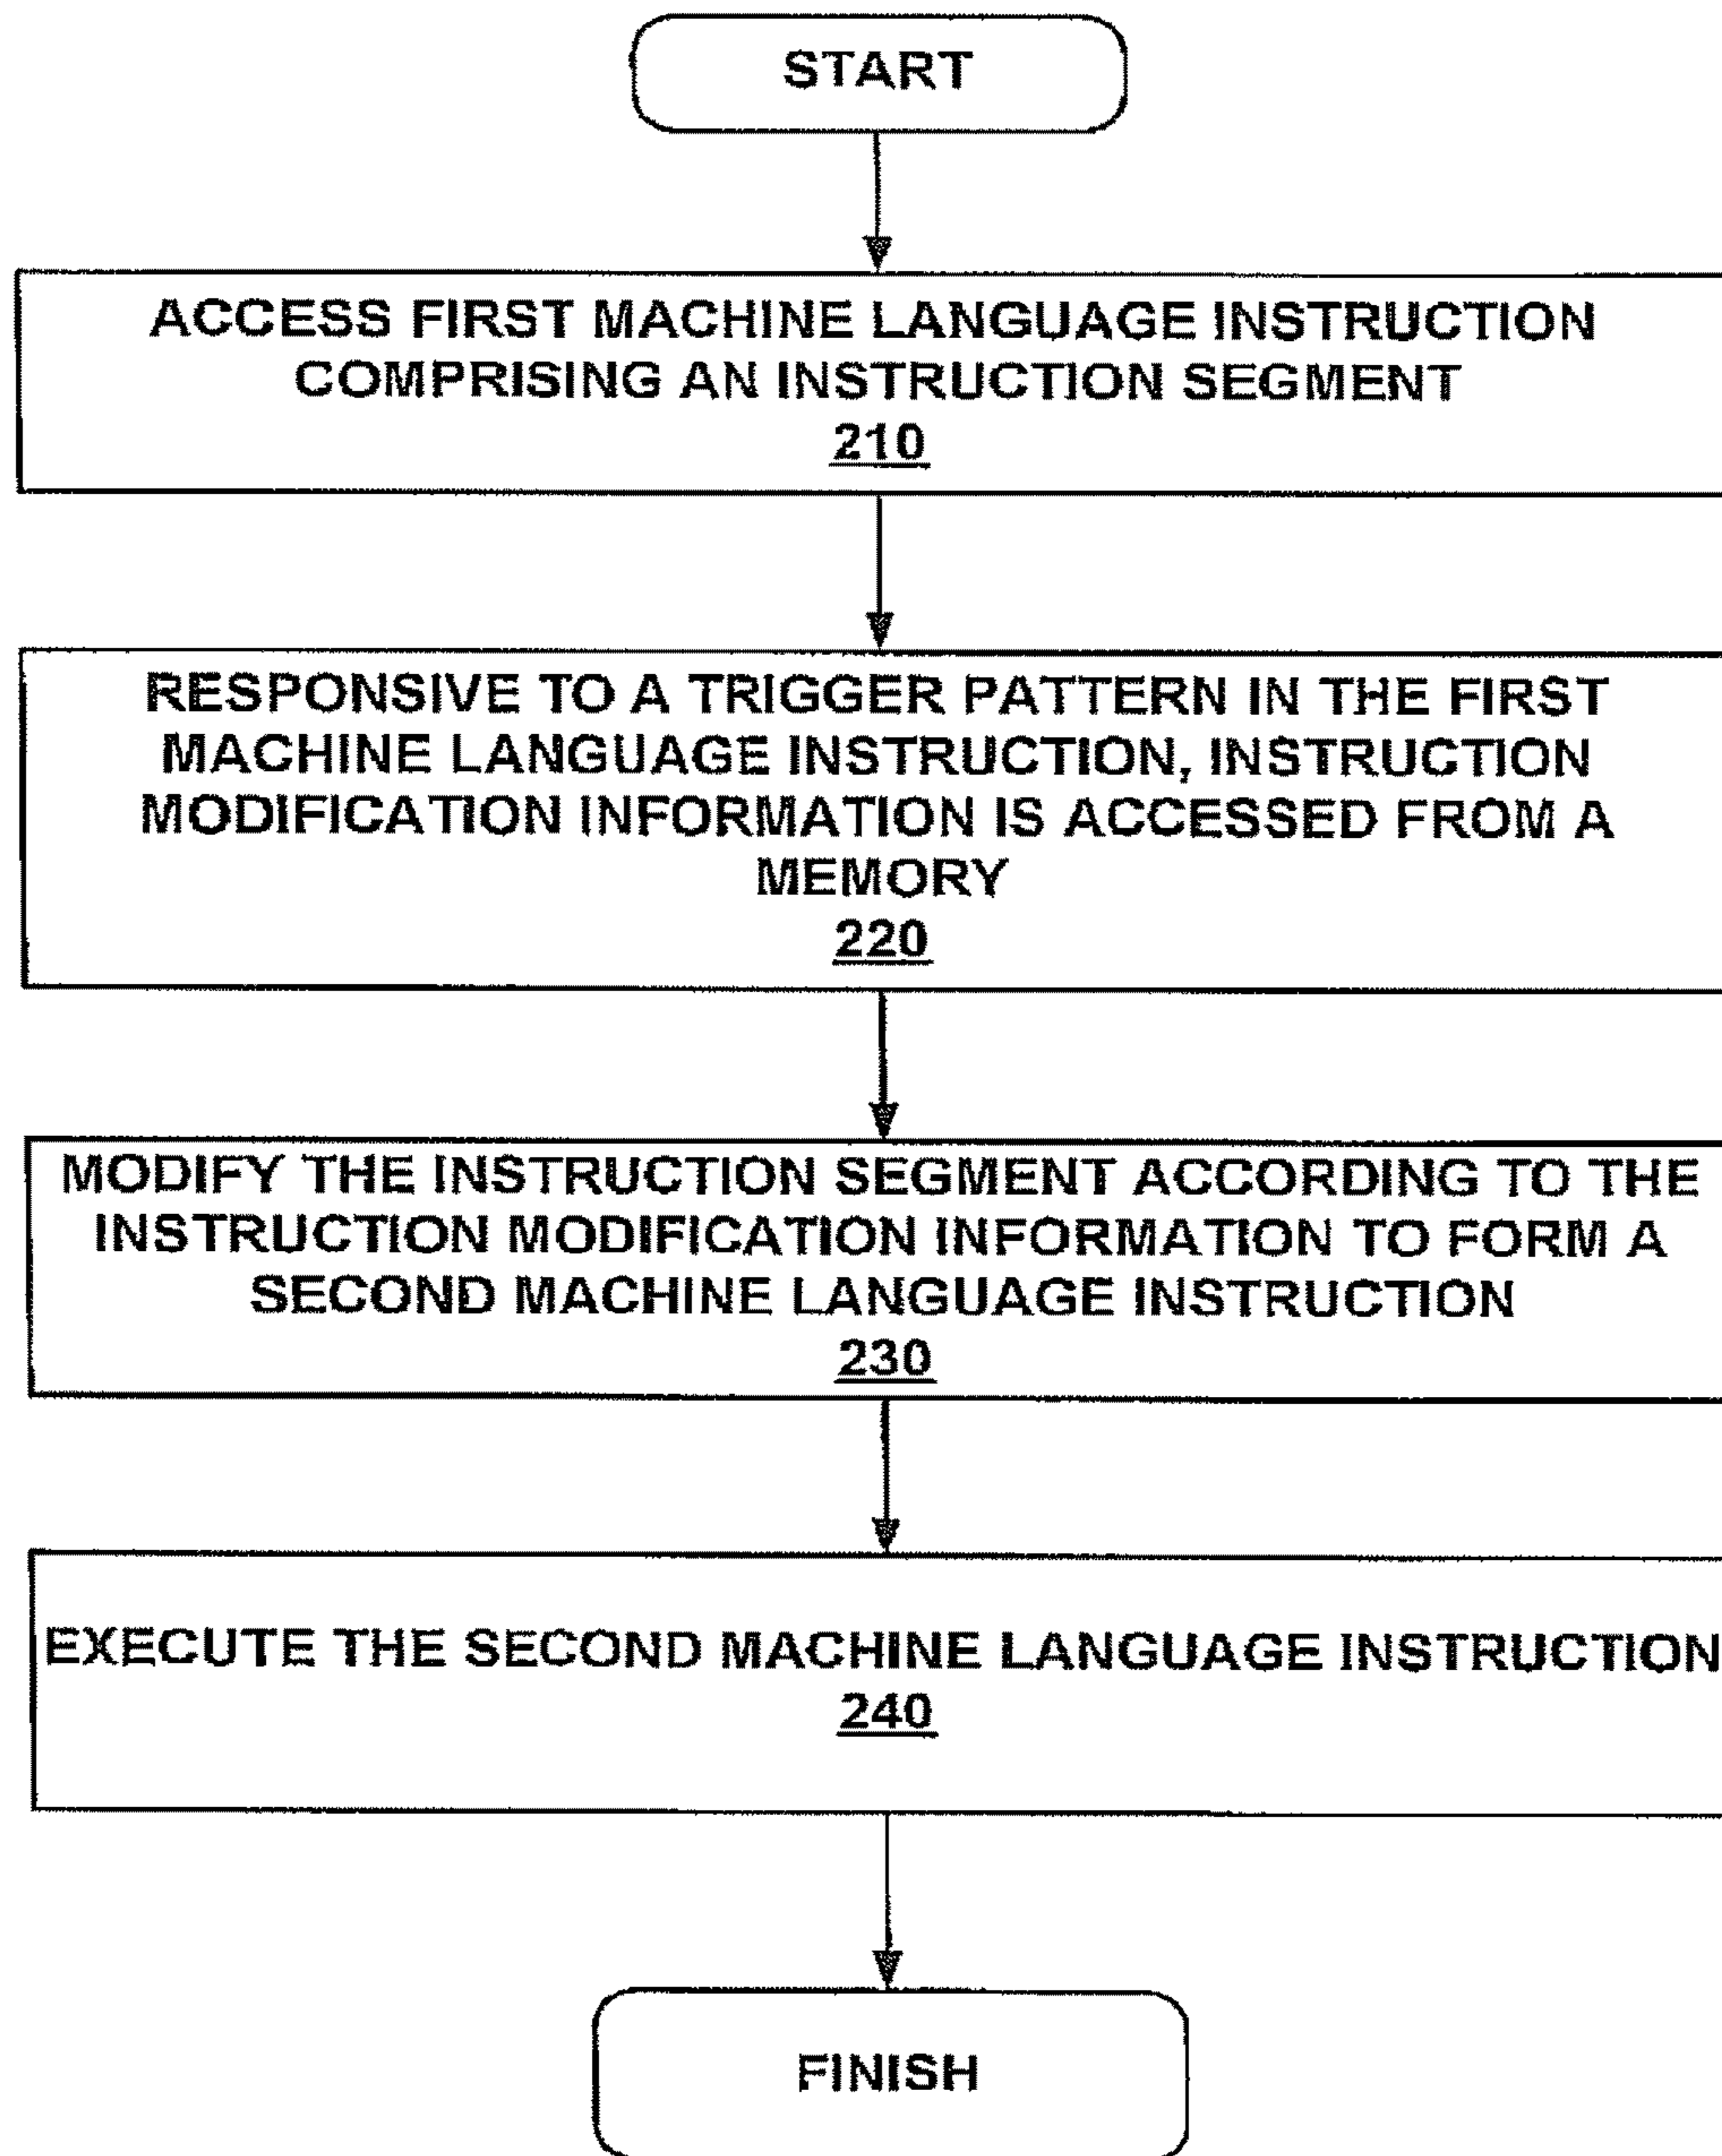 START
ACCESS FIRST MACHINE LANGUAGE INSTRUCTION
COMPRISING AN INSTRUCTION SEGMENT
210
RESPONSIVE TO A TRIGGER PATTERN IN THE FIRST
MACHINE LANGUAGE INSTRUCTION, INSTRUCTION
MODIFICATION INFORMATION IS ACCESSED FROM A
MEMORY
220
MODIFY THE INSTRUCTION SEGMENT ACCORDING TO THE
INSTRUCTION MODIFICATION INFORMATION TO FORM A
SECOND MACHINE LANGUAGE INSTRUCTION
230
EXECUTE THE SECOND MACHINE LANGUAGE INSTRUCTION
240
FINISH